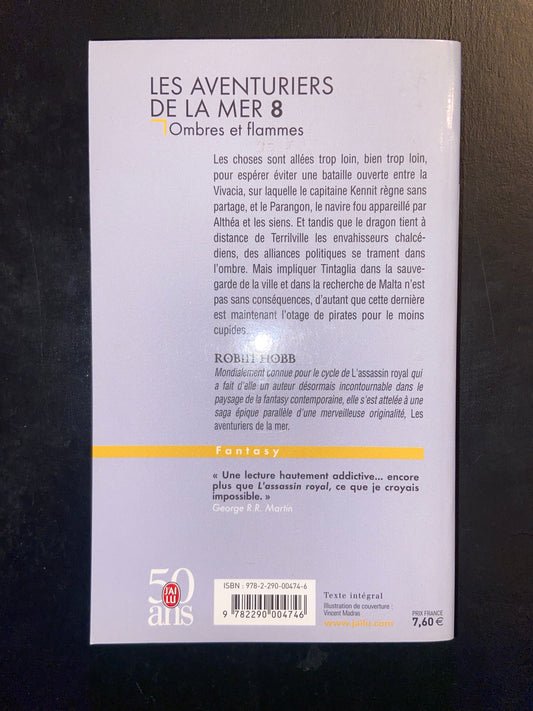 LES AVENTURIERS
DE LA MER 8
Ombres et flammes
Les choses sont allées trop loin, bien trop loin,
pour espérer éviter une bataille ouverte entre la
Vivacia, sur laquelle le capitaine Kennit règne sans
partage, et le Parangon, le navire fou appareillé par
Althéa et les siens. Et tandis que le dragon tient à
distance de Terrilville les envahisseurs chalcé-
diens, des alliances politiques se trament dans
l'ombre. Mais impliquer Tintaglia dans la sauve-
garde de la ville et dans la recherche de Malta n'est
pas sans conséquences, d'autant que cette dernière
est maintenant l'otage de pirates pour le moins
cupides...
ROBIN HOBB
Mondialement connue pour le cycle de L'assassin royal qui
a fait d'elle un auteur désormais incontournable dans le
paysage de la fantasy contemporaine, elle s'est attelée à une
saga épique parallèle d'une merveilleuse originalité, Les
aventuriers de la mer.
Fantasy
« Une lecture hautement addictive... encore
plus que L'assassin royal, ce que je croyais
impossible. »
George R.R. Martin
50
J'AI LU
ans
ISBN : 978-2-290-00474-6
9 782290 004746
Texte intégral
Illustration de couverture :
Vincent Madras
www.jailu.com
PRIX FRANCE
7,60 €